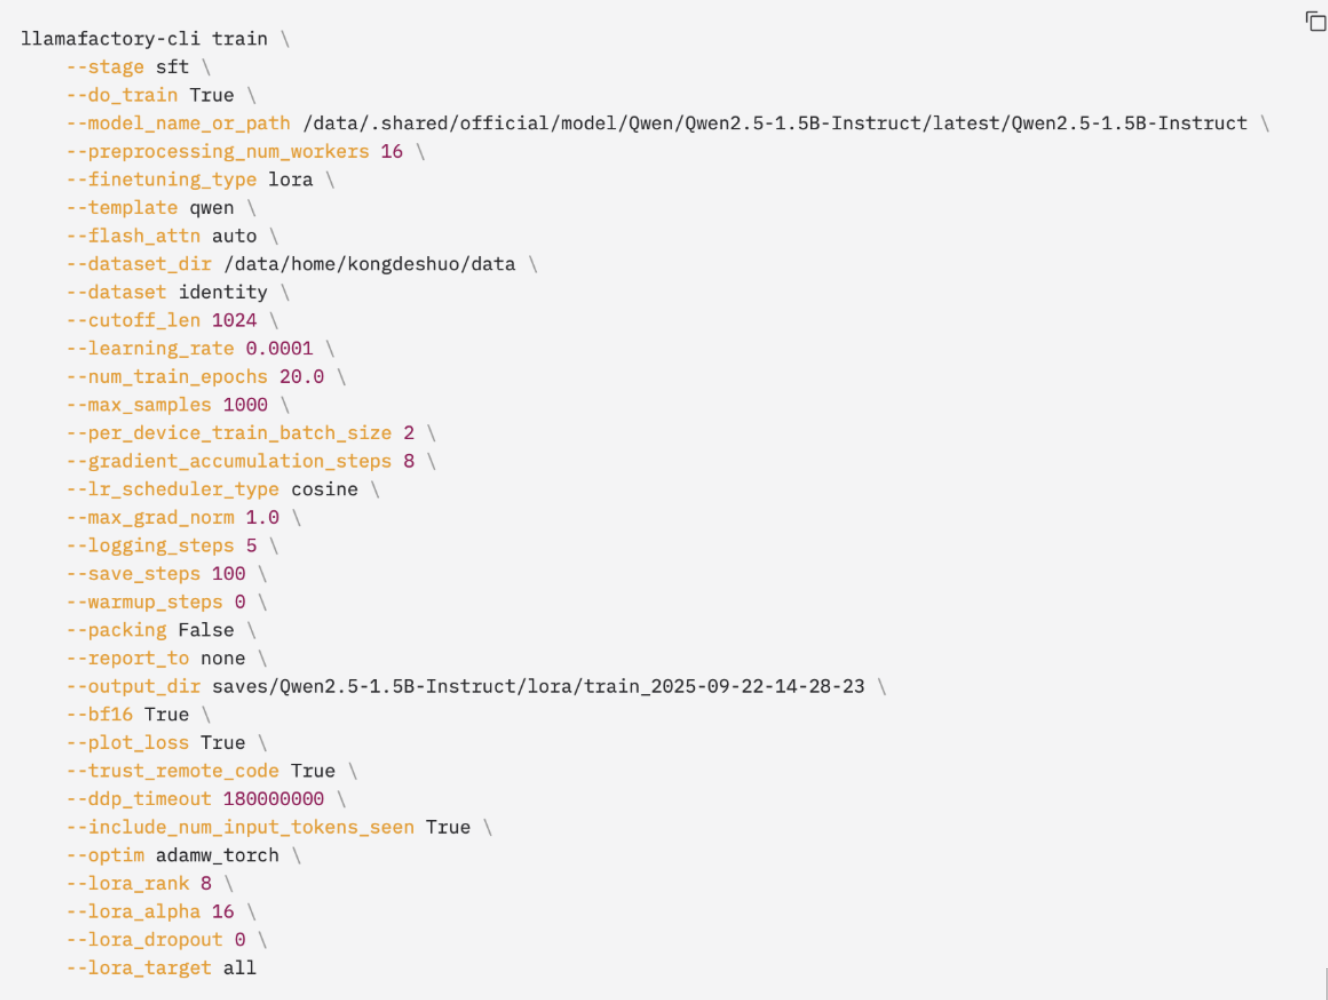 llamafactory-cli train \
--stage sft \
--do_train True \
--model_name_or_path /data/.shared/official/model/Qwen/Qwen2.5-1.5B-Instruct/latest/Qwen2.5-1.5B-Instruct \
--preprocessing_num_workers 16 \
--finetuning_type lora \
--template qwen \
--flash_attn auto \
--dataset_dir /data/home/kongdeshuo/data \
--dataset identity \
--cutoff_len 1024 \
--learning_rate 0.0001 \
--num_train_epochs 20.0 \
--max_samples 1000 \
--per_device_train_batch_size 2 \
--gradient_accumulation_steps 8 \
--lr_scheduler_type cosine \
--max_grad_norm 1.0 \
--logging_steps 5 \
--save_steps 100 \
--warmup_steps 0 \
--packing False \
--report_to none \
--output_dir saves/Qwen2.5-1.5B-Instruct/lora/train_2025-09-22-14-28-23 \
--bf16 True \
--plot_loss True \
--trust_remote_code True \
--ddp_timeout 180000000 \
--include_num_input_tokens_seen True \
--optim adamw_torch \
--lora_rank 8 \
--lora_alpha 16 \
--lora_dropout 0 \
--lora_target all